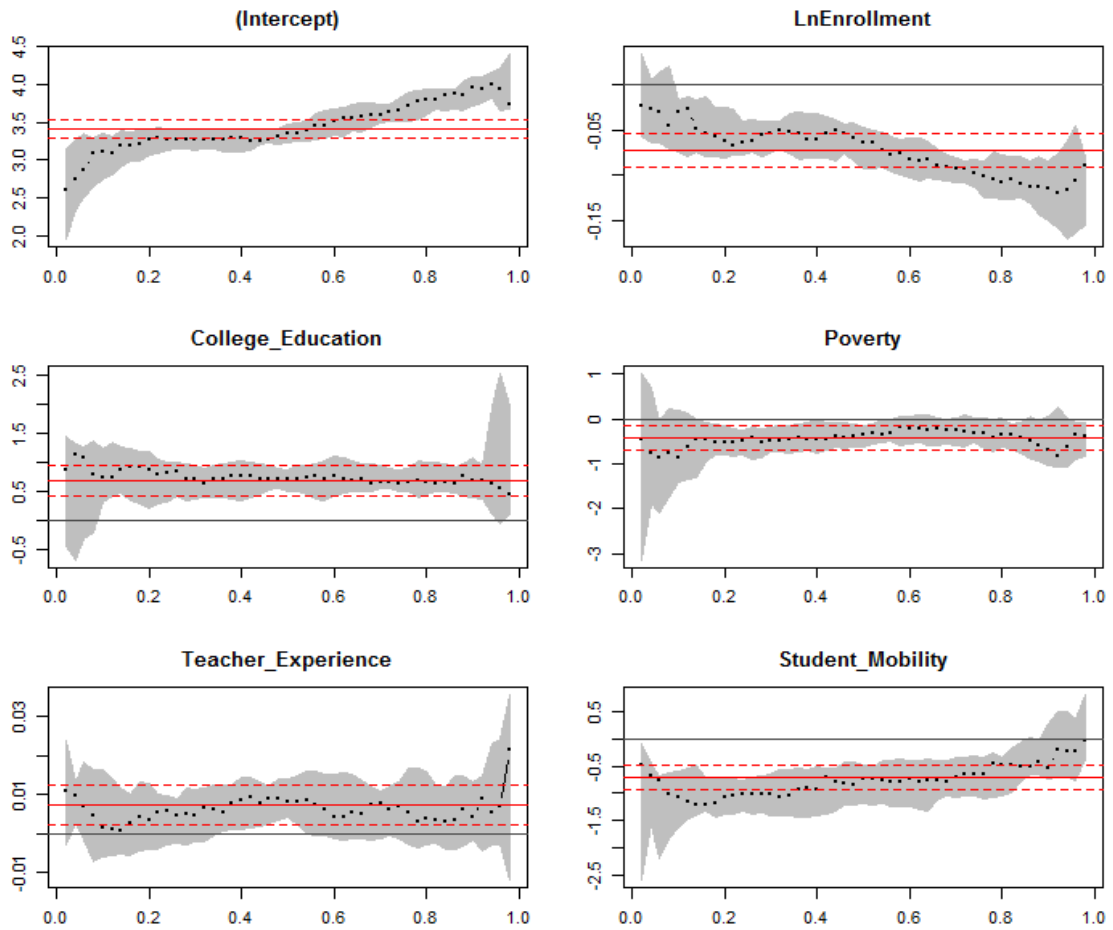 (Intercept)
4.5
4.0
3.5
3.0
2.5
2.0
0.0 0.2 0.4 0.6 0.8 1.0
LnEnrollment
-0.05
-0.15
0.0 0.2 0.4 0.6 0.8 1.0
College_Education
2.5
1.5
0.5
-0.5
0.0 0.2 0.4 0.6 0.8 1.0
Poverty
1
0
-1
-2
-3
0.0 0.2 0.4 0.6 0.8 1.0
Teacher_Experience
0.03
0.01
-0.01
0.0 0.2 0.4 0.6 0.8 1.0
Student_Mobility
0.5
-0.5
-1.5
-2.5
0.0 0.2 0.4 0.6 0.8 1.0